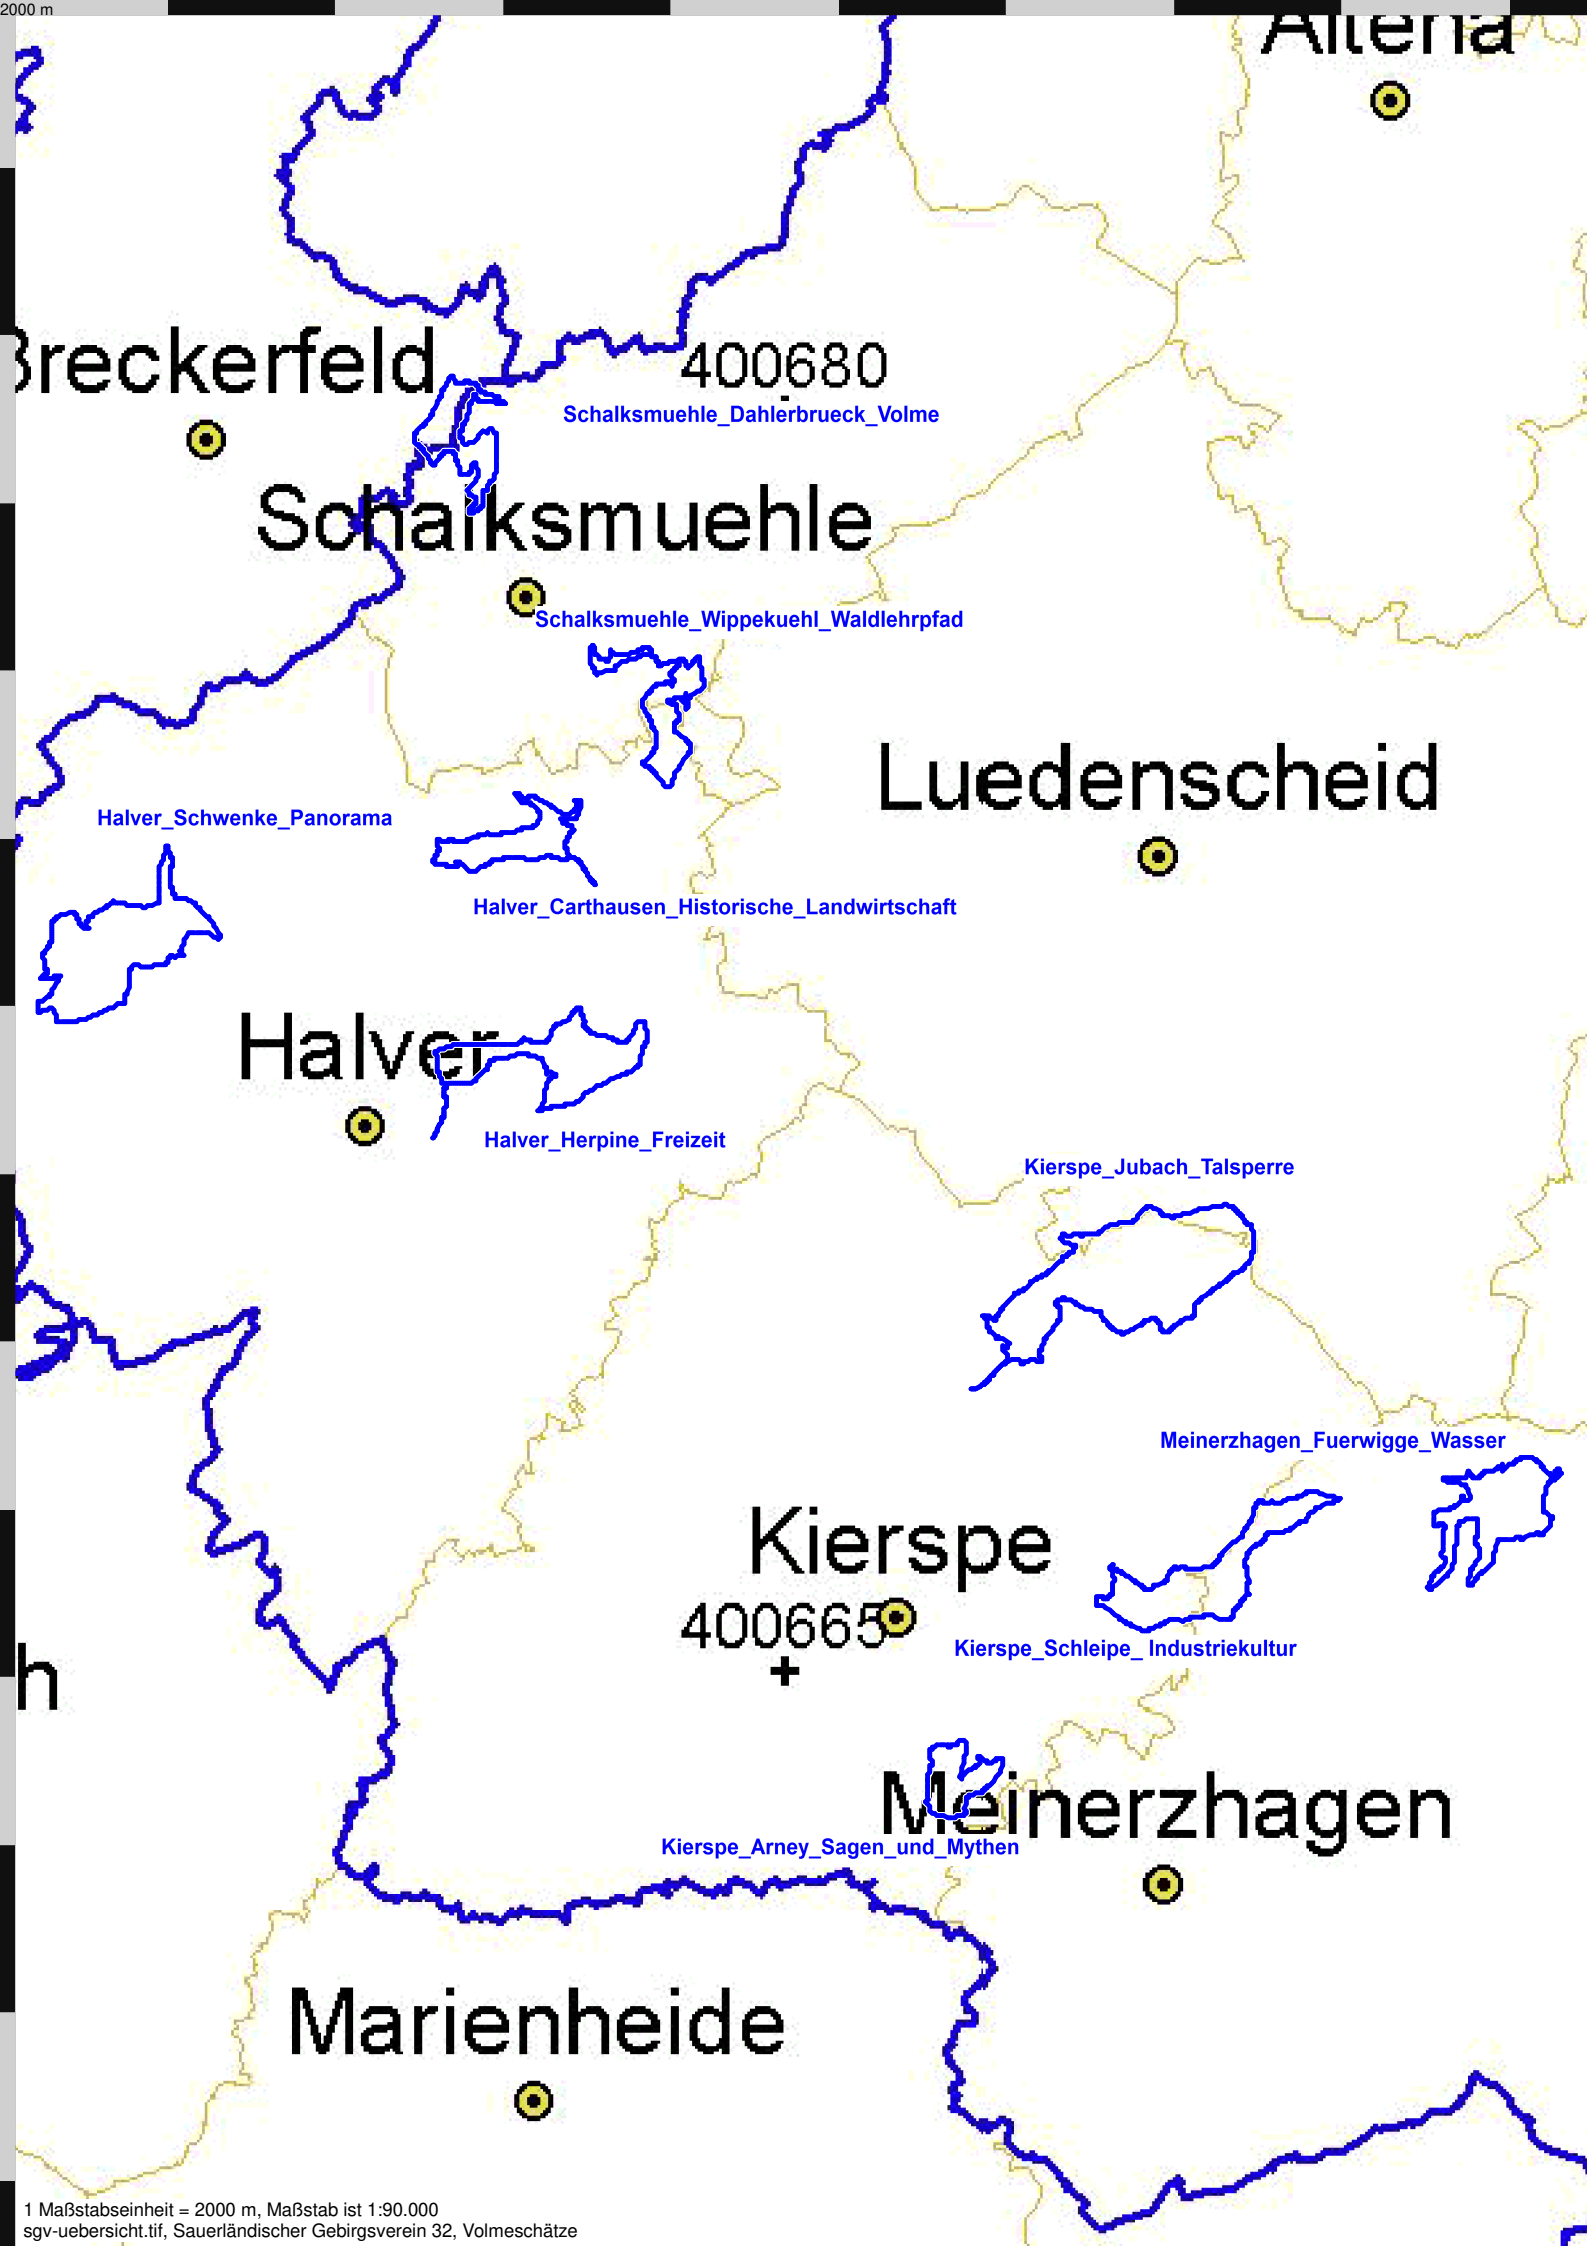 2000 m
Altena
Breckerfeld
400680
Schalksmuehle_Dahlerbrueck_Volme
Schalksmuehle
Schalksmuehle_Wippekuehl_Waldlehrpfad
Luedenscheid
Halver_Schwenke_Panorama
Halver_Carthausen_Historische_Landwirtschaft
Halver
Halver_Herpine_Freizeit
Kierspe_Jubach_Talsperre
Meinerzhagen_Fuerwigge_Wasser
Kierspe
400665
Kierspe_Schleipe_ Industriekultur
h
Meinerzhagen
Kierspe_Arney_Sagen_und_Mythen
Marienheide
1 Maßstabseinheit = 2000 m, Maßstab ist 1:90.000
sgv-uebersicht.tif, Sauerländischer Gebirgsverein 32, Volmeschätze